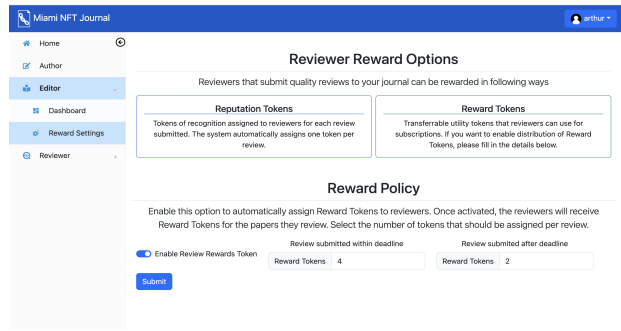 Miami NFT Journal
arthur
Home
Author
Editor
Dashboard
Reward Settings
Reviewer
Reviewer Reward Options
Reviewers that submit quality reviews to your journal can be rewarded in following ways
Reputation Tokens
Tokens of recognition assigned to reviewers for each review
submitted. The system automatically assigns one token per
review.
Reward Tokens
Transferrable utility tokens that reviewers can use for
subscriptions. If you want to enable distribution of Reward
Tokens, please fill in the details below.
Reward Policy
Enable this option to automatically assign Reward Tokens to reviewers. Once activated, the reviewers will receive
Reward Tokens for the papers they review. Select the number of tokens that should be assigned per review.
Review submitted within deadline
Review submited after deadline
Enable Review Rewards Token
Reward Tokens 4
Reward Tokens 2
Submit